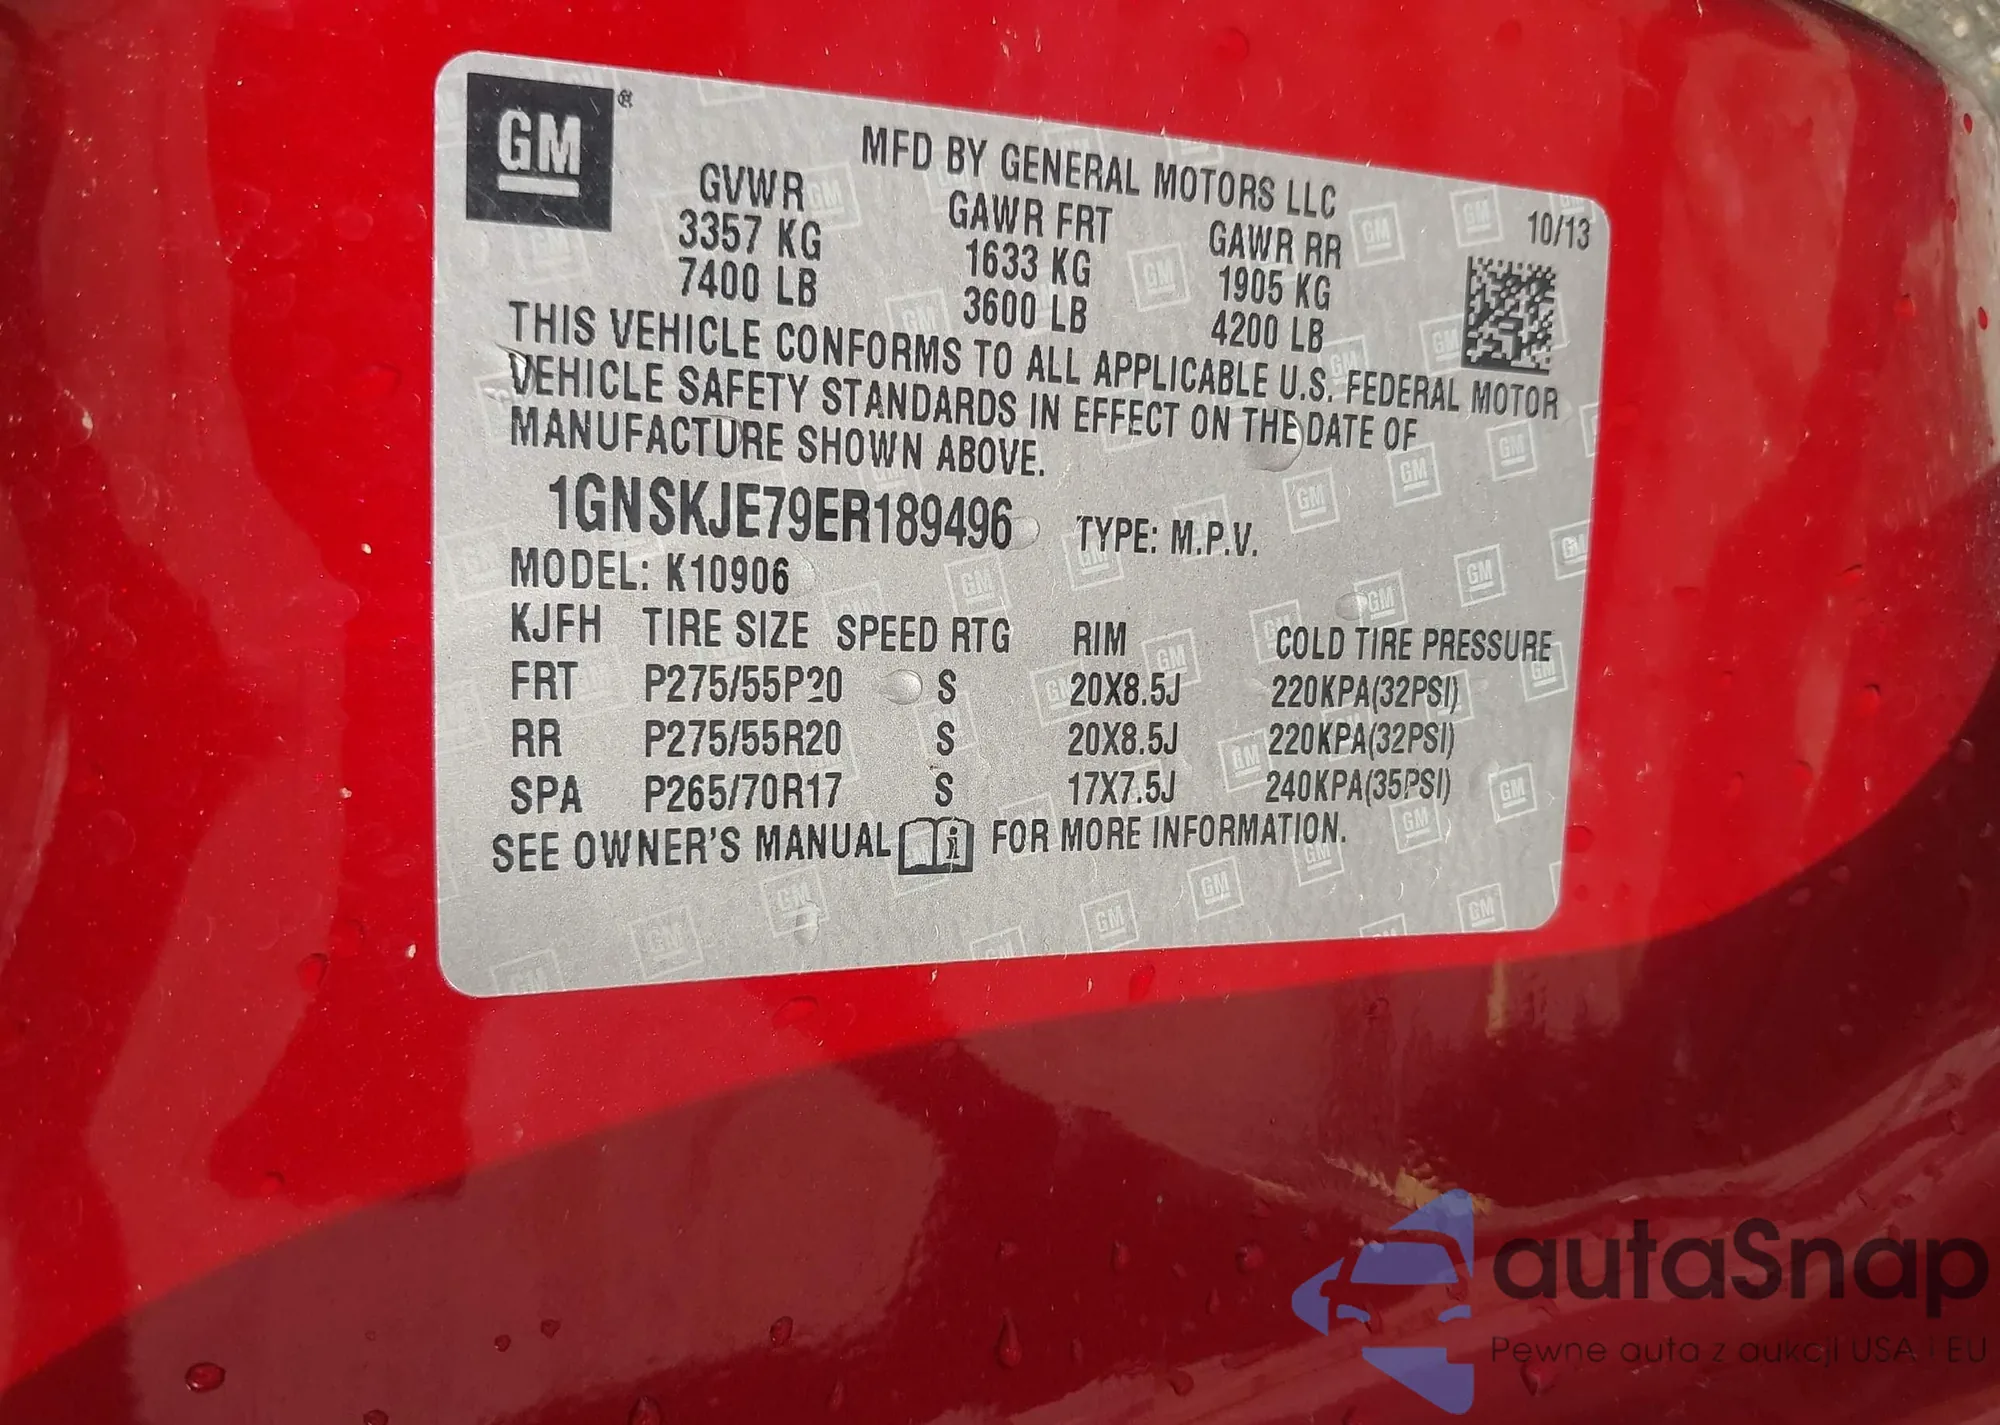 GM®
MFD BY GENERAL MOTORS LLC
10/13
GVWR GAWR FRT GAWR RR
3357 KG 1633 KG 1905 KG
7400 LB 3600 LB 4200 LB
THIS VEHICLE CONFORMS TO ALL APPLICABLE U.S. FEDERAL MOTOR
VEHICLE SAFETY STANDARDS IN EFFECT ON THE DATE OF
MANUFACTURE SHOWN ABOVE.
1GNSKJE79ER189496 TYPE: M.P.V.
MODEL: K10906
KJFH TIRE SIZE SPEED RTG RIM COLD TIRE PRESSURE
FRT P275/55R20 S 20X8.5J 220KPA(32PSI)
RR P275/55R20 S 20X8.5J 220KPA(32PSI)
SPA P265/70R17 S 17X7.5J 240KPA(35PSI)
SEE OWNER'S MANUAL i FOR MORE INFORMATION.
autaSnap
Pewne auta z aukcji USA i EU